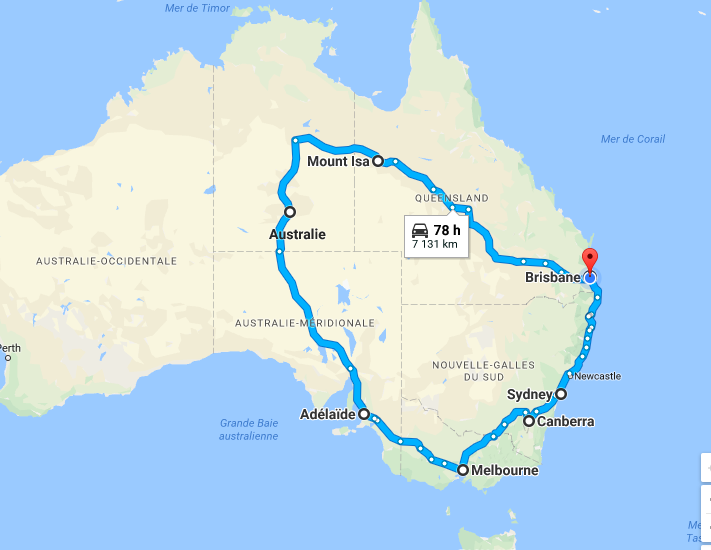 Mer de Timor
Mer de Corail
Mount Isa
QUEENSLAND
Australie
78 h
7 131 km
AUSTRALIE-OCCIDENTALE
Brisbane
AUSTRALIE-MÉRIDIONALE
Perth
NOUVELLE-GALLES
DU SUD
Newcastle
Sydney
Adélaïde
Canberra
Grande Baie
australienne
Melbourne